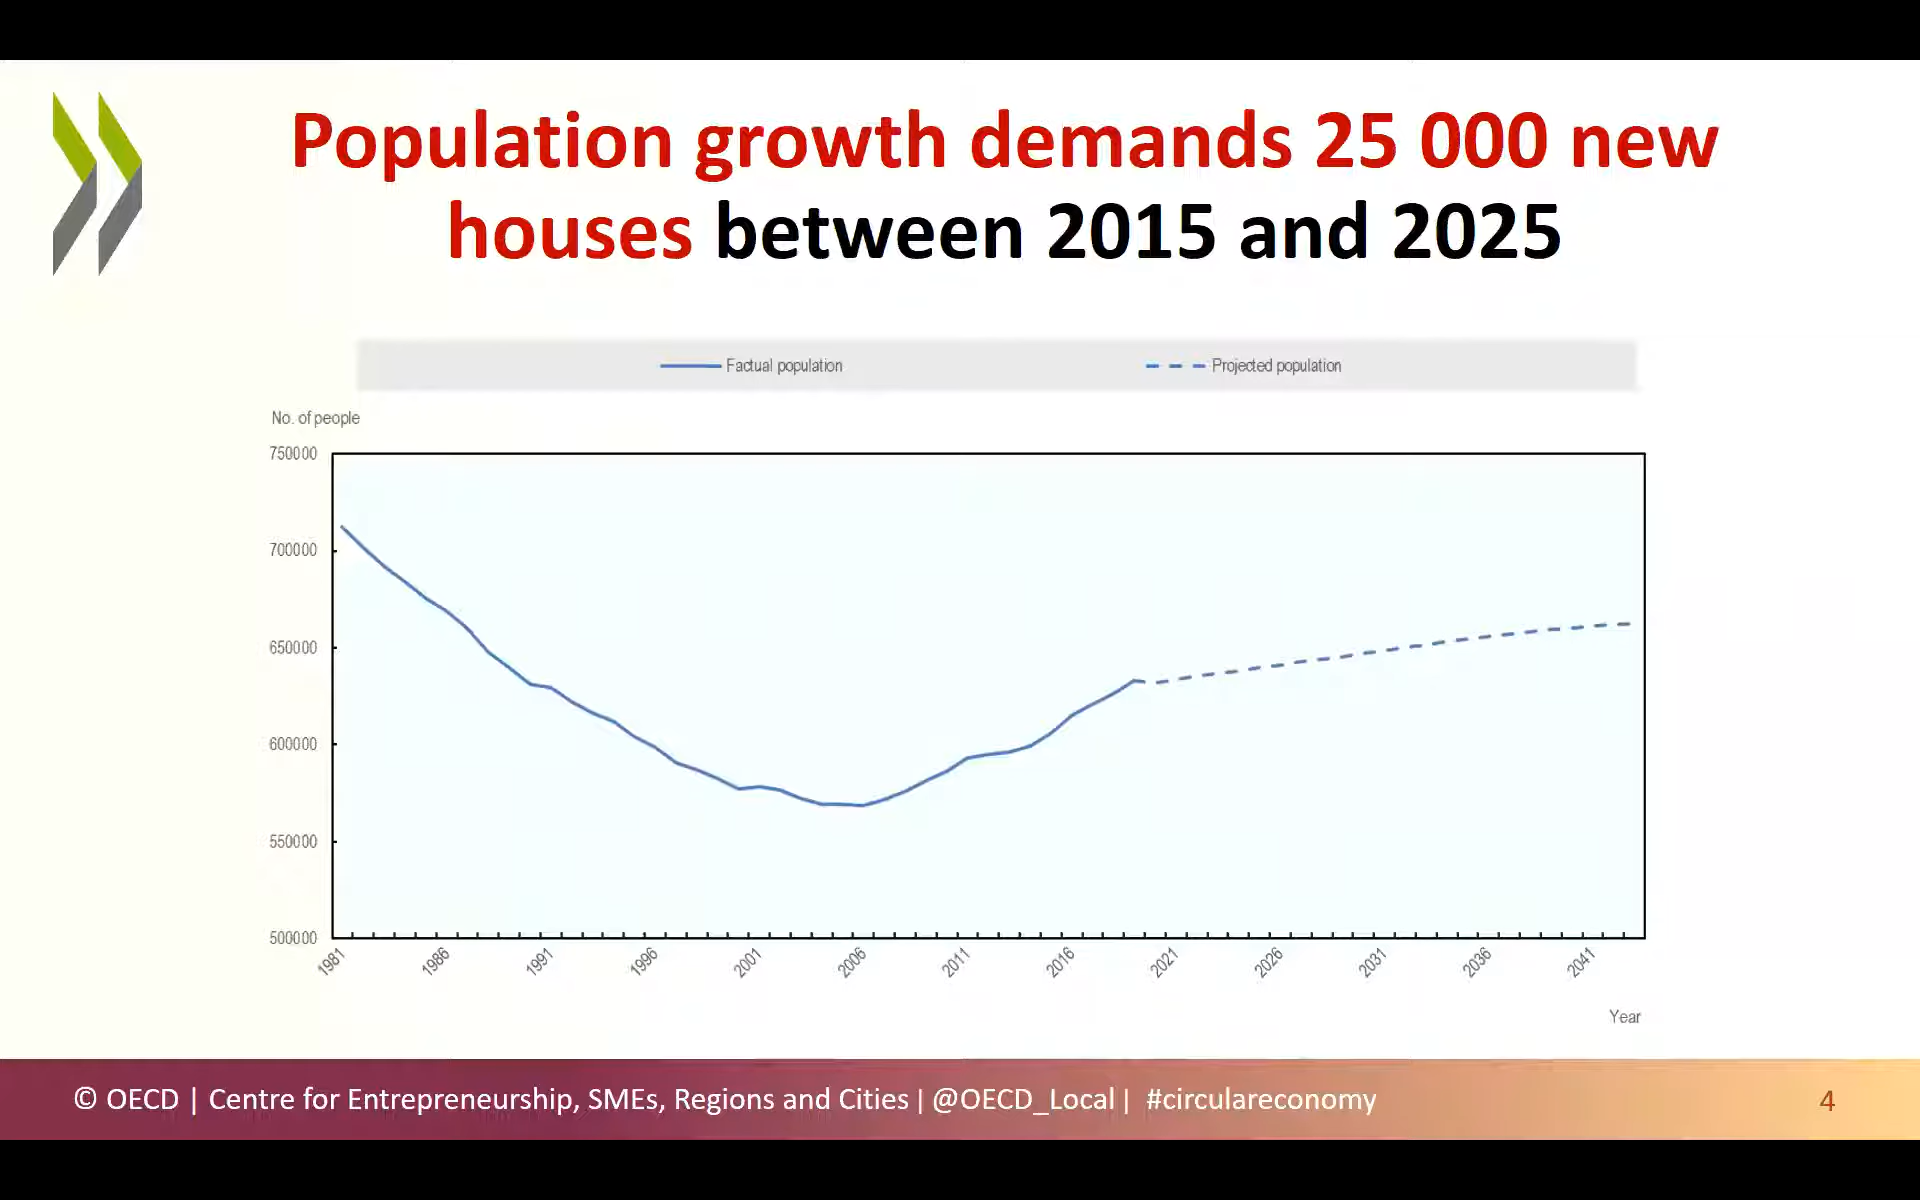 Population growth demands 25 000 new
houses between 2015 and 2025
Factual population
Projected population
No. of people
750000
700000
650000
600000
550000
500000
1981
1986
1991
1996
2001
2006
2011
2016
2021
2026
2031
2036
2041
Year
© OECD | Centre for Entrepreneurship, SMEs, Regions and Cities | @OECD_Local | #circulareconomy
4